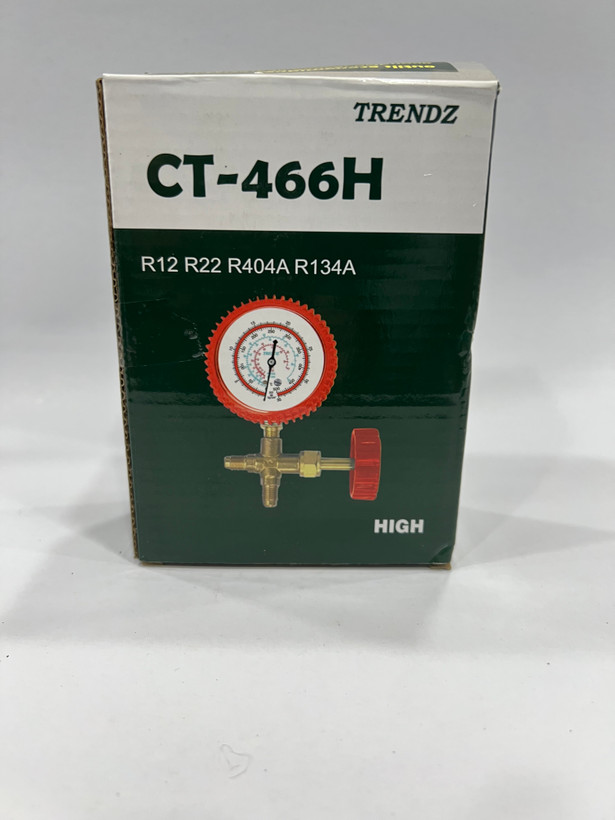 TRENDZ
CT-466H
R12 R22 R404A R134A
HIGH